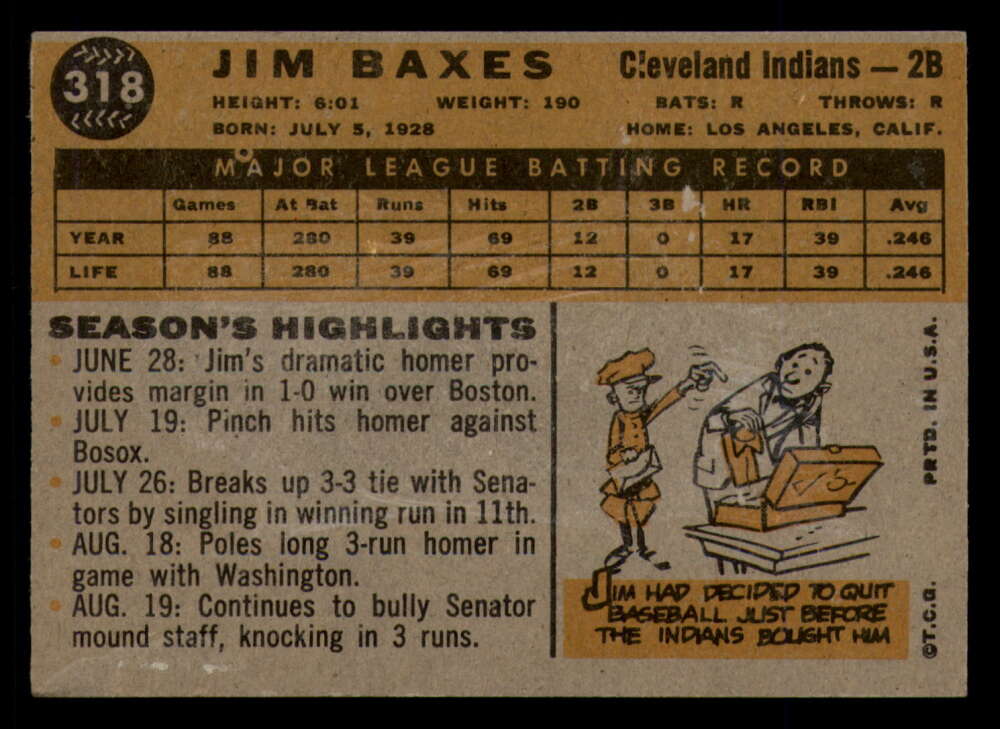 318
JIM BAXES
Cleveland Indians — 2B
HEIGHT: 6:01 WEIGHT: 190 BATS: R THROWS: R
BORN: JULY 5, 1928 HOME: LOS ANGELES, CALIF.
MAJOR LEAGUE BATTING RECORD
Games At Bat Runs Hits 2B 3B HR RBI Avg
YEAR 88 280 39 69 12 0 17 39 .246
LIFE 88 280 39 69 12 0 17 39 .246
SEASON'S HIGHLIGHTS
• JUNE 28: Jim's dramatic homer pro-
vides margin in 1-0 win over Boston.
• JULY 19: Pinch hits homer against
Bosox.
• JULY 26: Breaks up 3-3 tie with Sena-
tors by singling in winning run in 11th.
• AUG. 18: Poles long 3-run homer in
game with Washington.
• AUG. 19: Continues to bully Senator
mound staff, knocking in 3 runs.
JIM HAD DECIDED TO QUIT
BASEBALL JUST BEFORE
THE INDIANS BOUGHT HIM
©T.C.G. PRTD. IN U.S.A.